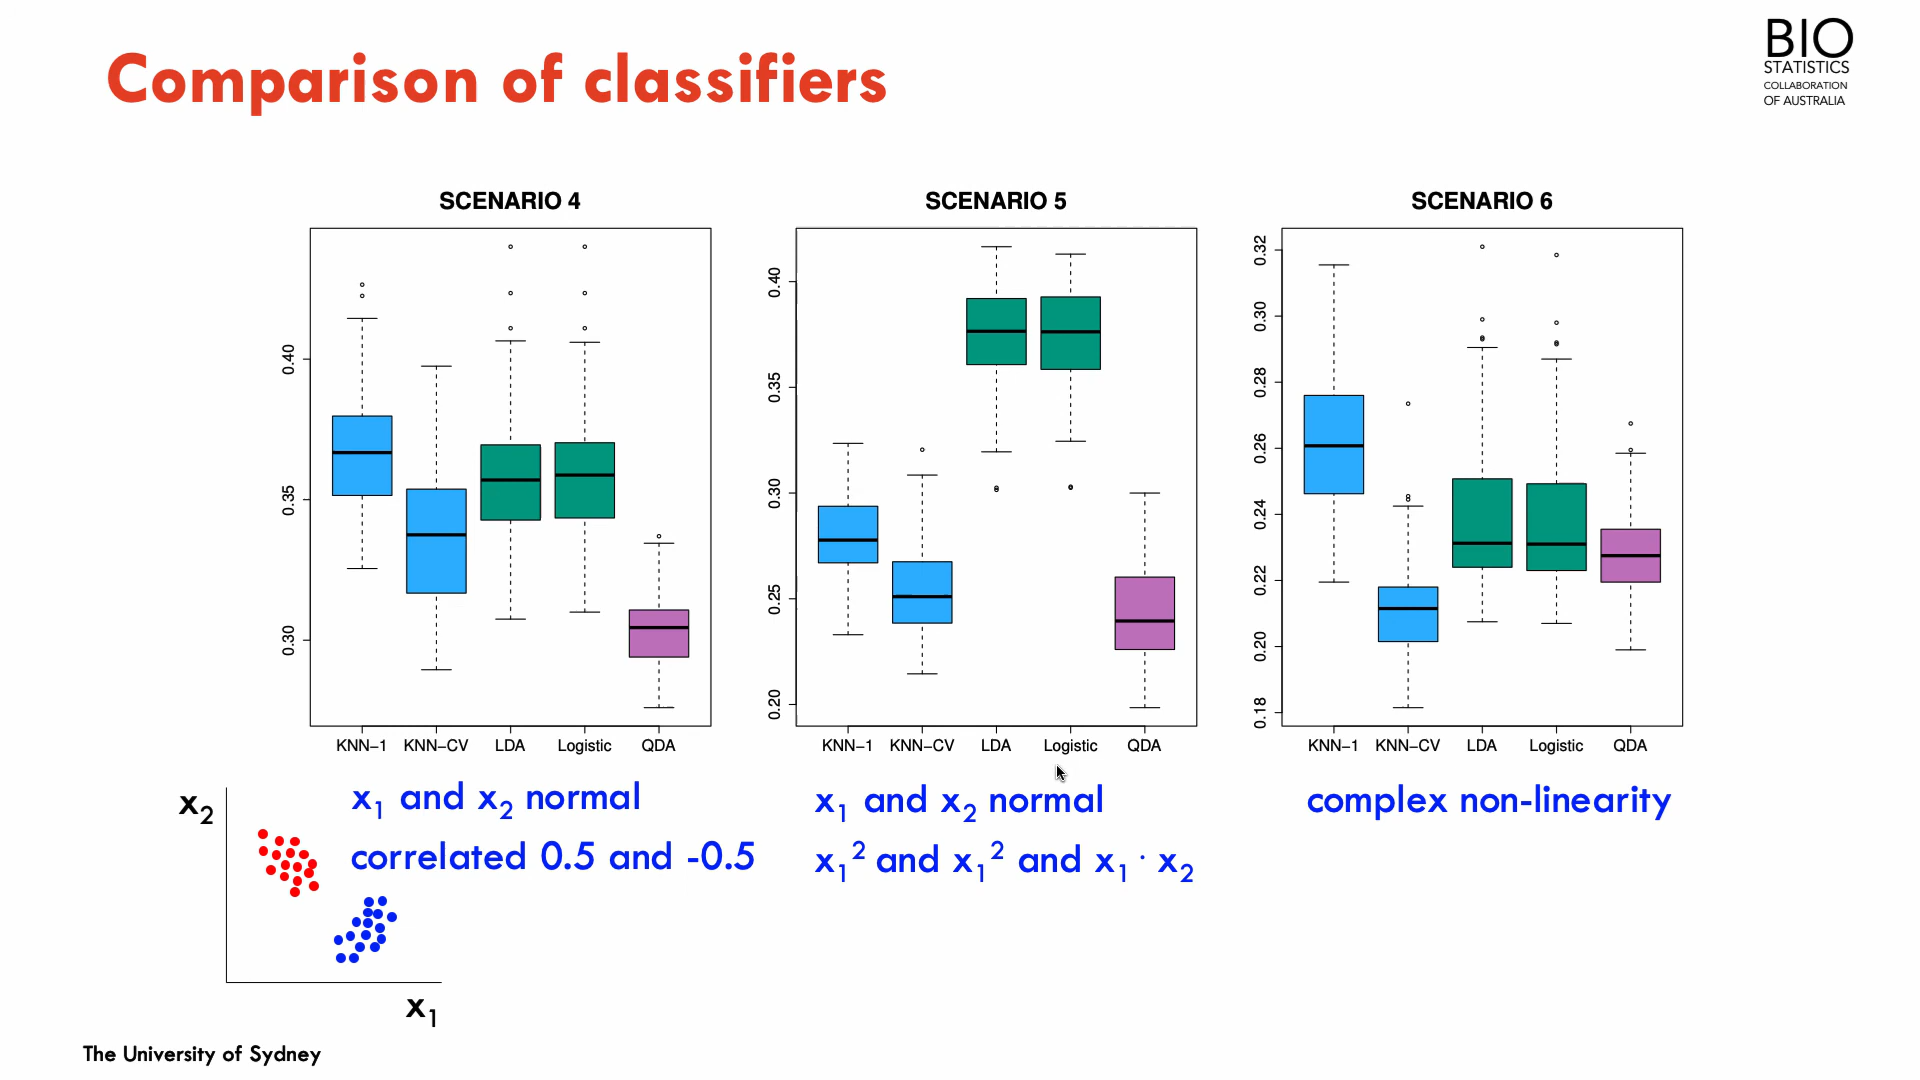 Comparison of classifiers
BIO
STATISTICS
COLLABORATION
OF AUSTRALIA
SCENARIO 4
0.40
0.35
0.30
KNN−1 KNN−CV LDA Logistic QDA
SCENARIO 5
0.40
0.35
0.30
0.25
0.20
KNN−1 KNN−CV LDA Logistic QDA
SCENARIO 6
0.32
0.30
0.28
0.26
0.24
0.22
0.20
0.18
KNN−1 KNN−CV LDA Logistic QDA
x₂
x₁
x₁ and x₂ normal
correlated 0.5 and -0.5
x₁ and x₂ normal
x₁² and x₁² and x₁ · x₂
complex non-linearity
The University of Sydney